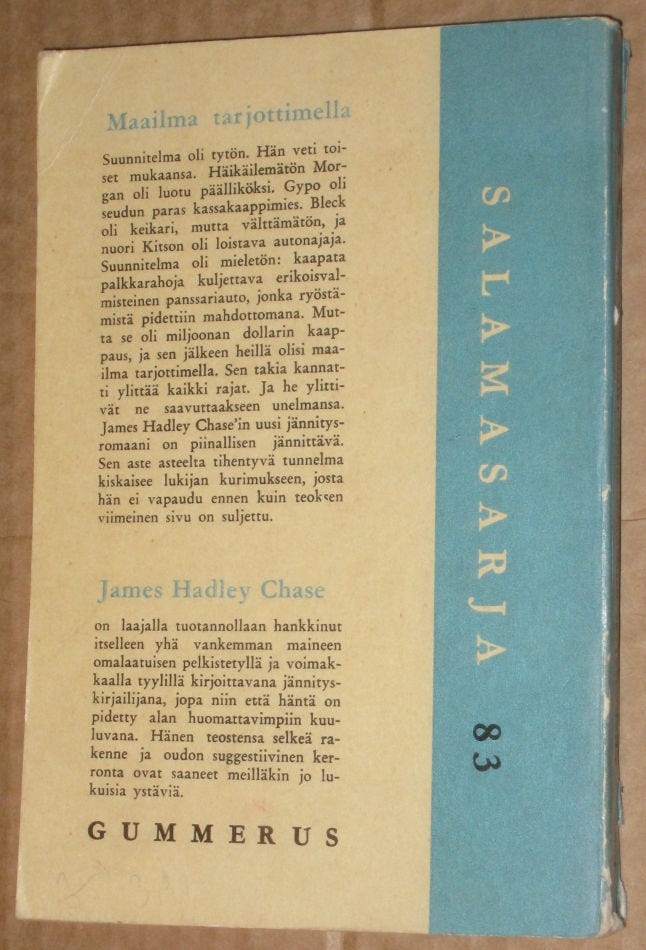 Maailma tarjottimella
Suunnitelma oli tytön. Hän veti toi-
set mukaansa. Häikäilemätön Mor-
gan oli luotu päälliköksi. Gypo oli
seudun paras kassakaappimies. Bleck
oli keikari, mutta välttämätön, ja
nuori Kitson oli loistava autonajaja.
Suunnitelma oli mieletön: kaapata
palkkarahoja kuljettava erikoisval-
misteinen panssariauto, jonka ryöstä-
mistä pidettiin mahdottomana. Mut-
ta se oli miljoonan dollarin kaap-
paus, ja sen jälkeen heillä olisi maa-
ilma tarjottimella. Sen takia kannat-
ti ylittää kaikki rajat. Ja he ylitti-
vät ne saavuttaakseen unelmansa.
James Hadley Chase'in uusi jännitys-
romaani on piinallisen jännittävä.
Sen aste asteelta tihentyvä tunnelma
kiskaisee lukijan kurimukseen, josta
hän ei vapaudu ennen kuin teoksen
viimeinen sivu on suljettu.
James Hadley Chase
on laajalla tuotannollaan hankkinut
itselleen yhä vankemman maineen
omalaatuisen pelkistetyllä ja voimak-
kaalla tyylillä kirjoittavana jännitys-
kirjailijana, jopa niin että häntä on
pidetty alan huomattavimpiin kuu-
luvana. Hänen teostensa selkeä ra-
kenne ja oudon suggestiivinen ker-
ronta ovat saaneet meilläkin jo lu-
kuisia ystäviä.
GUMMERUS
SALAMASARJA 83